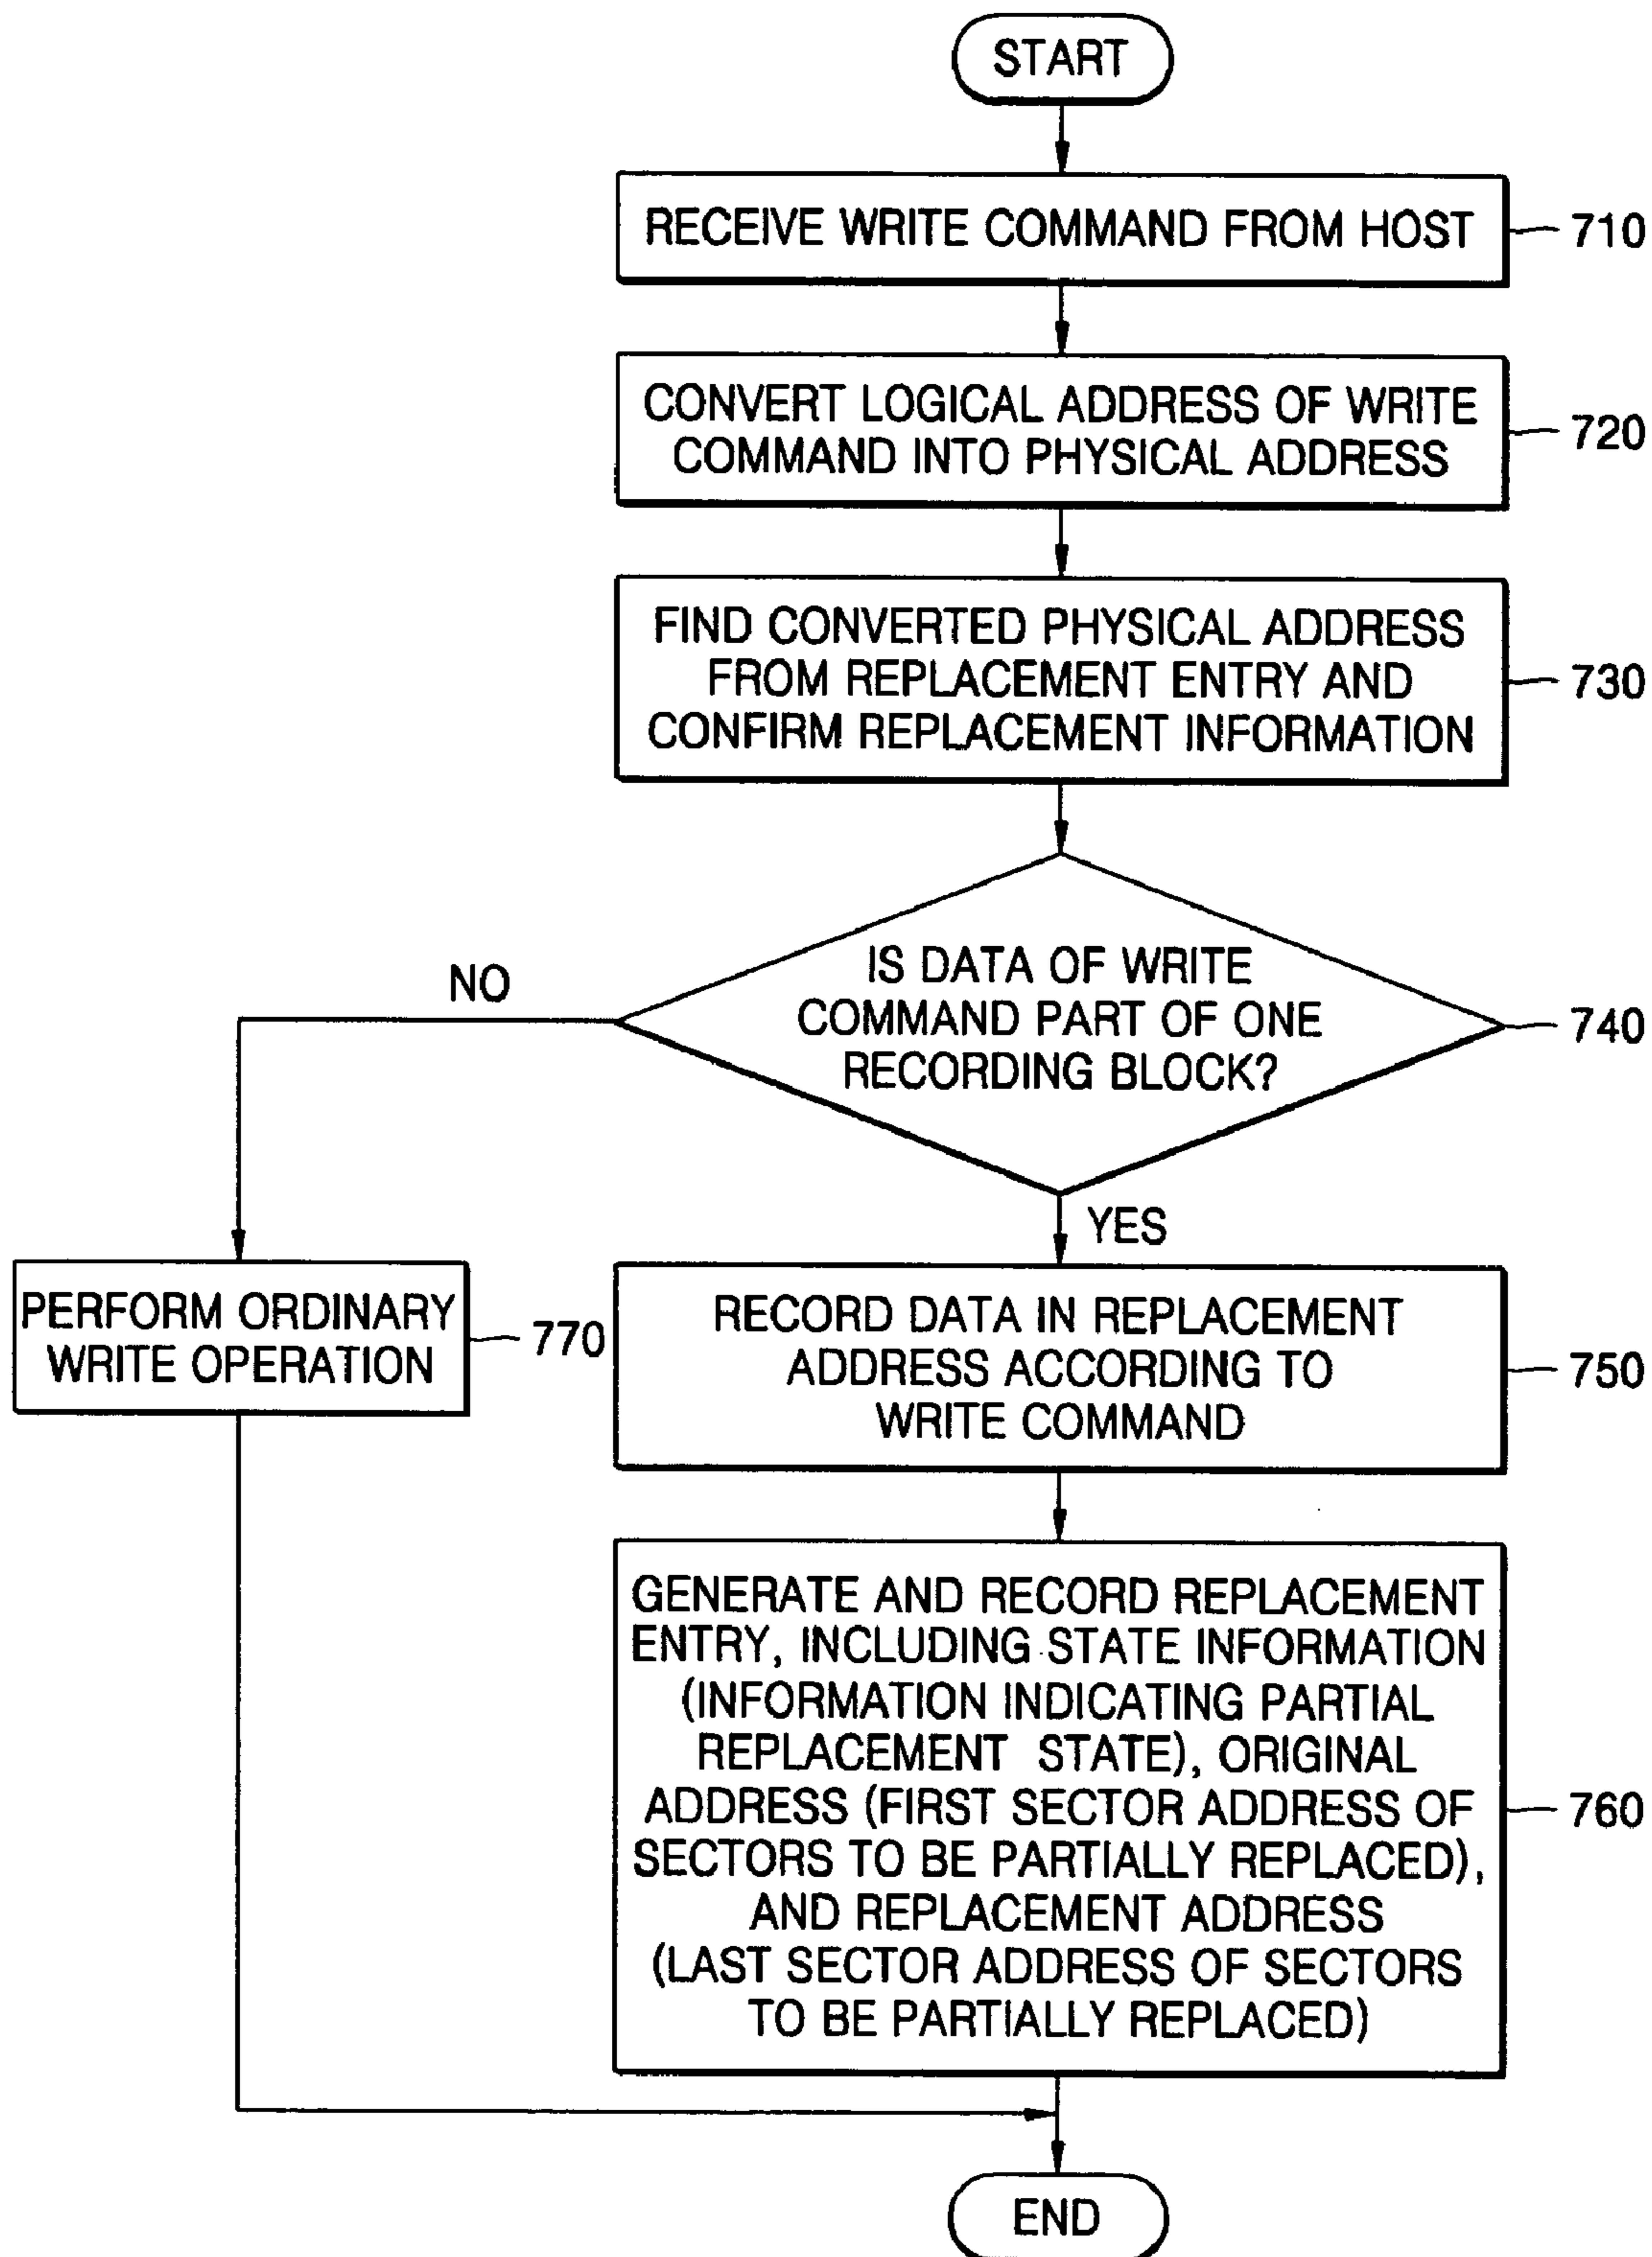 START
RECEIVE WRITE COMMAND FROM HOST
710
CONVERT LOGICAL ADDRESS OF WRITE
COMMAND INTO PHYSICAL ADDRESS
720
FIND CONVERTED PHYSICAL ADDRESS
FROM REPLACEMENT ENTRY AND
CONFIRM REPLACEMENT INFORMATION
730
IS DATA OF WRITE
COMMAND PART OF ONE
RECORDING BLOCK?
740
NO
YES
PERFORM ORDINARY
WRITE OPERATION
770
RECORD DATA IN REPLACEMENT
ADDRESS ACCORDING TO
WRITE COMMAND
750
GENERATE AND RECORD REPLACEMENT
ENTRY, INCLUDING STATE INFORMATION
(INFORMATION INDICATING PARTIAL
REPLACEMENT STATE), ORIGINAL
ADDRESS (FIRST SECTOR ADDRESS OF
SECTORS TO BE PARTIALLY REPLACED),
AND REPLACEMENT ADDRESS
(LAST SECTOR ADDRESS OF SECTORS
TO BE PARTIALLY REPLACED)
760
END